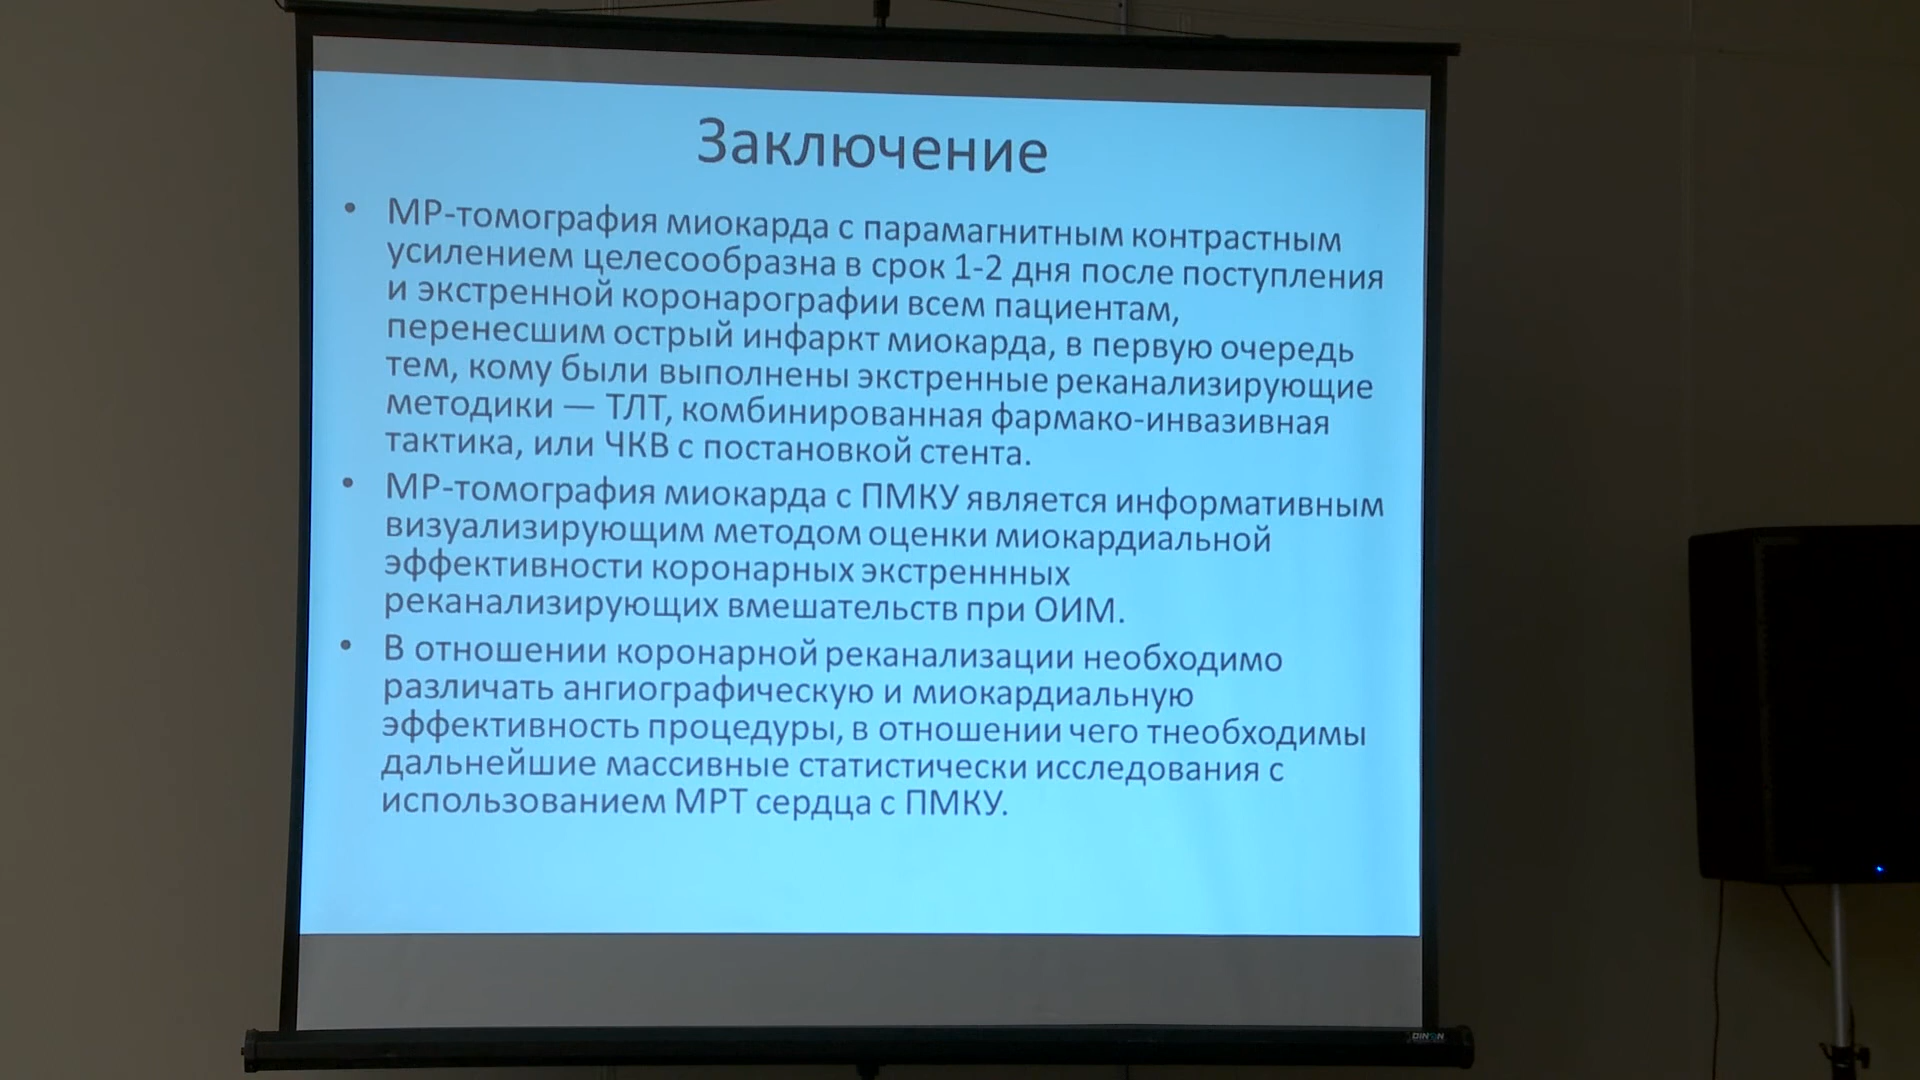 Заключение
• МР-томография миокарда с парамагнитным контрастным
усилением целесообразна в срок 1-2 дня после поступления
и экстренной коронарографии всем пациентам,
перенесшим острый инфаркт миокарда, в первую очередь
тем, кому были выполнены экстренные реканализирующие
методики — ТЛТ, комбинированная фармако-инвазивная
тактика, или ЧКВ с постановкой стента.
• МР-томография миокарда с ПМКУ является информативным
визуализирующим методом оценки миокардиальной
эффективности коронарных экстреннных
реканализирующих вмешательств при ОИМ.
• В отношении коронарной реканализации необходимо
различать ангиографическую и миокардиальную
эффективность процедуры, в отношении чего тнеобходимы
дальнейшие массивные статистически исследования с
использованием МРТ сердца с ПМКУ.
DINON